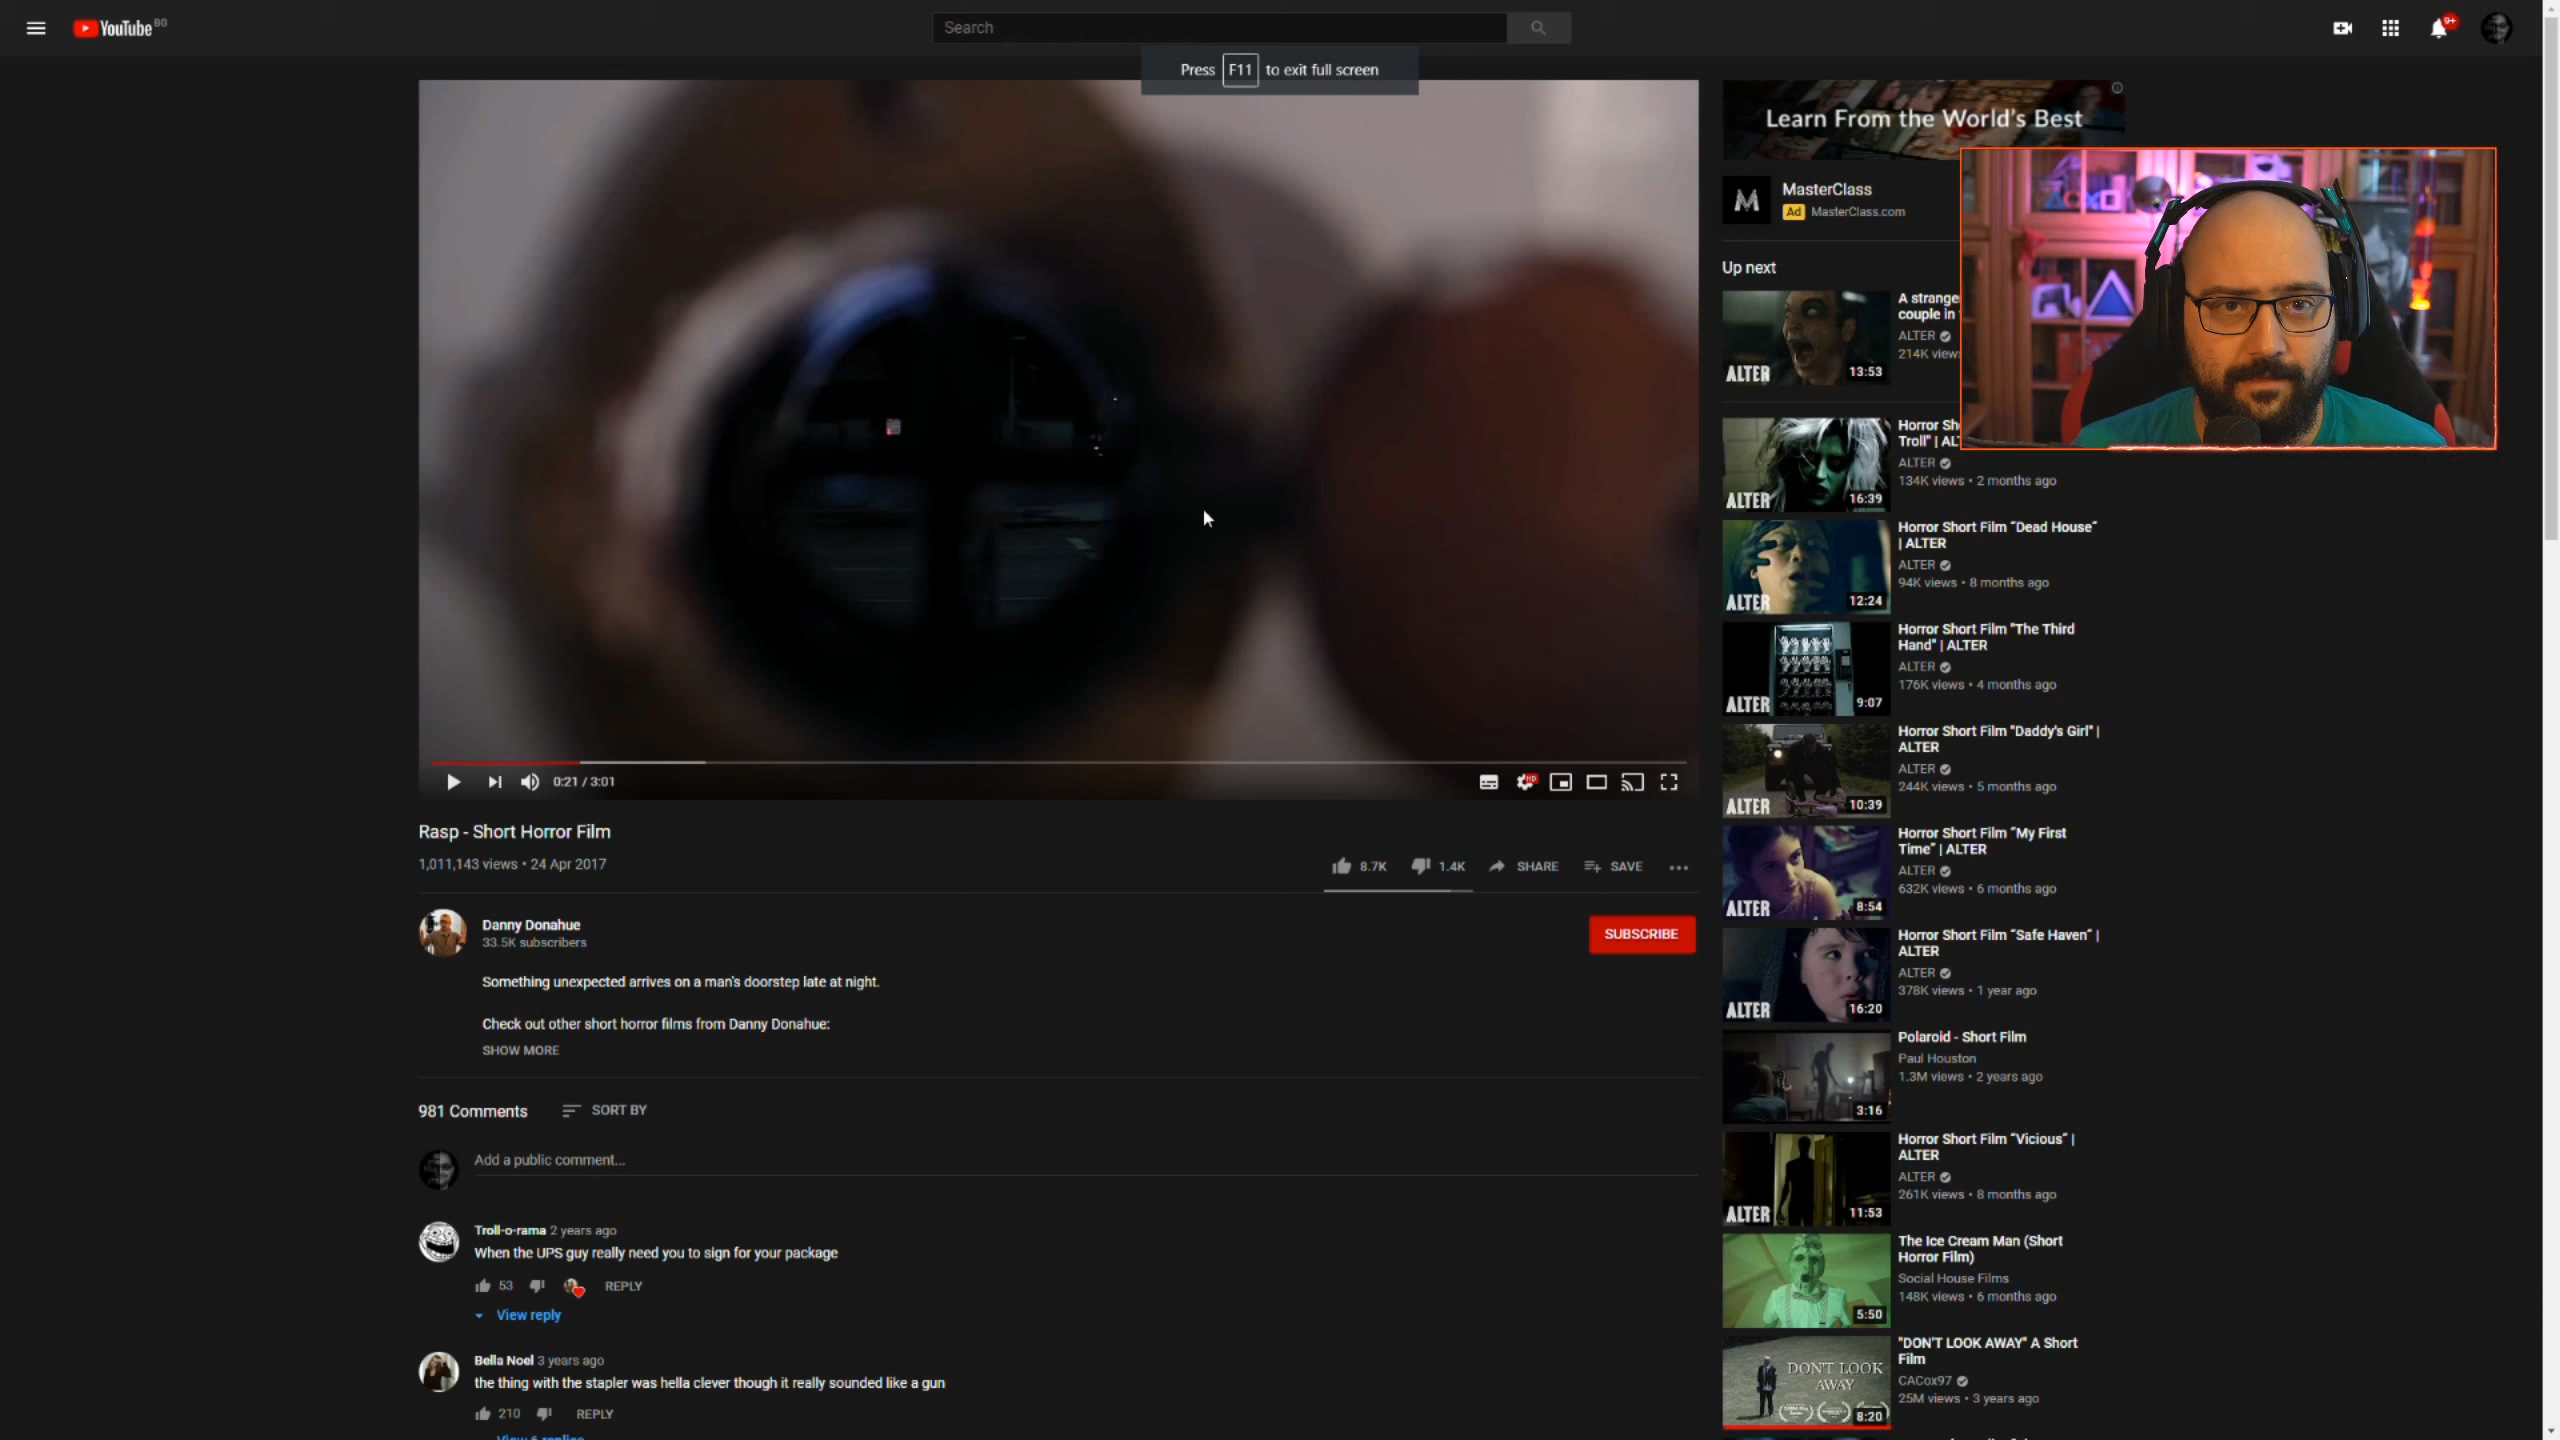 YouTube BG
Search
9+
Press F11 to exit full screen
0:21 / 3:01
HD
Rasp - Short Horror Film
1,011,143 views • 24 Apr 2017
8.7K
1.4K
SHARE
SAVE
Danny Donahue
33.5K subscribers
SUBSCRIBE
Something unexpected arrives on a man's doorstep late at night.
Check out other short horror films from Danny Donahue:
SHOW MORE
981 Comments
SORT BY
Add a public comment...
Troll-o-rama 2 years ago
When the UPS guy really need you to sign for your package
53
REPLY
View reply
Bella Noel 3 years ago
the thing with the stapler was hella clever though it really sounded like a gun
210
REPLY
View 6 replies
Learn From the World's Best
M
MasterClass
Ad MasterClass.com
Up next
ALTER
13:53
A strange
couple in
ALTER
214K views
ALTER
16:39
Horror Sh
Troll" | AL
ALTER
134K views • 2 months ago
ALTER
12:24
Horror Short Film "Dead House"
| ALTER
ALTER
94K views • 8 months ago
ALTER
9:07
Horror Short Film "The Third
Hand" | ALTER
ALTER
176K views • 4 months ago
ALTER
10:39
Horror Short Film "Daddy's Girl" |
ALTER
ALTER
244K views • 5 months ago
ALTER
8:54
Horror Short Film "My First
Time" | ALTER
ALTER
632K views • 6 months ago
ALTER
16:20
Horror Short Film "Safe Haven" |
ALTER
ALTER
378K views • 1 year ago
3:16
Polaroid - Short Film
Paul Houston
1.3M views • 2 years ago
ALTER
11:53
Horror Short Film "Vicious" |
ALTER
ALTER
261K views • 8 months ago
5:50
The Ice Cream Man (Short
Horror Film)
Social House Films
148K views • 6 months ago
DON'T LOOK
AWAY
8:20
"DON'T LOOK AWAY" A Short
Film
CACox97
25M views • 3 years ago